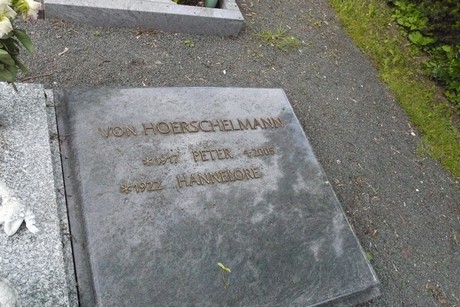 VON HOERSCHELMANN
*1917 PETER +2005
*1922 HANNELORE